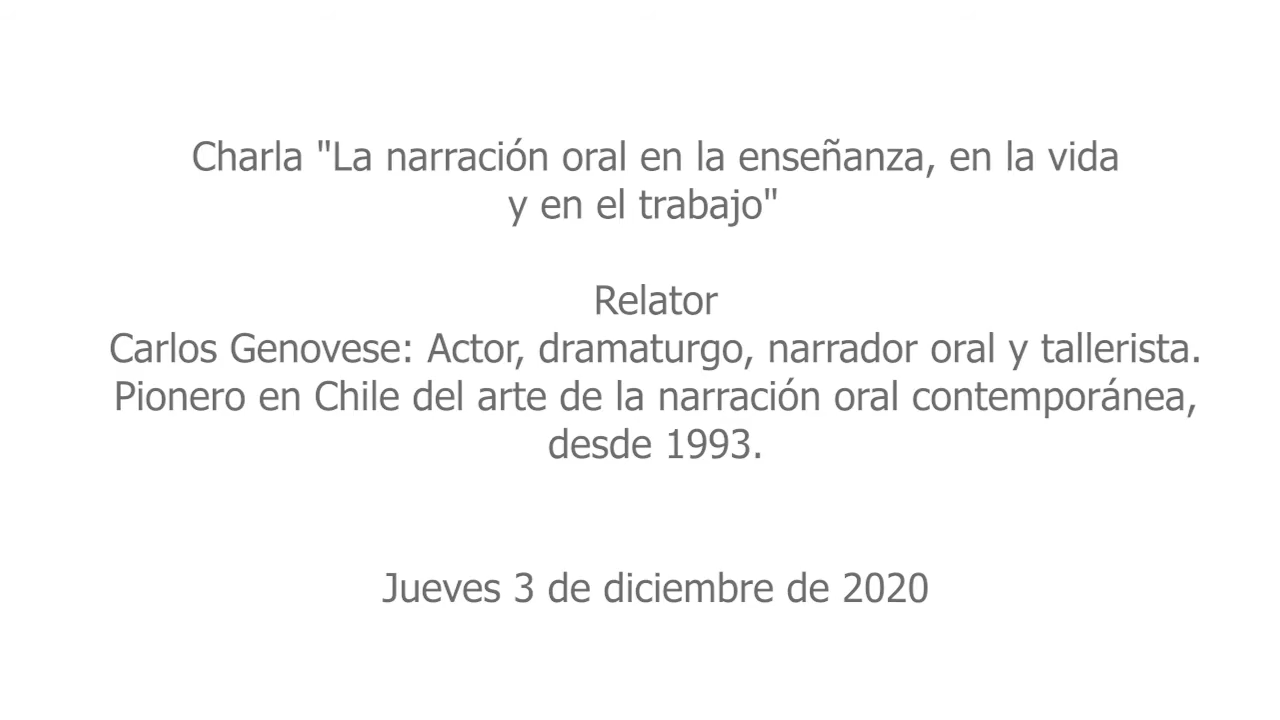 Charla "La narración oral en la enseñanza, en la vida
y en el trabajo"
Relator
Carlos Genovese: Actor, dramaturgo, narrador oral y tallerista.
Pionero en Chile del arte de la narración oral contemporánea,
desde 1993.
Jueves 3 de diciembre de 2020